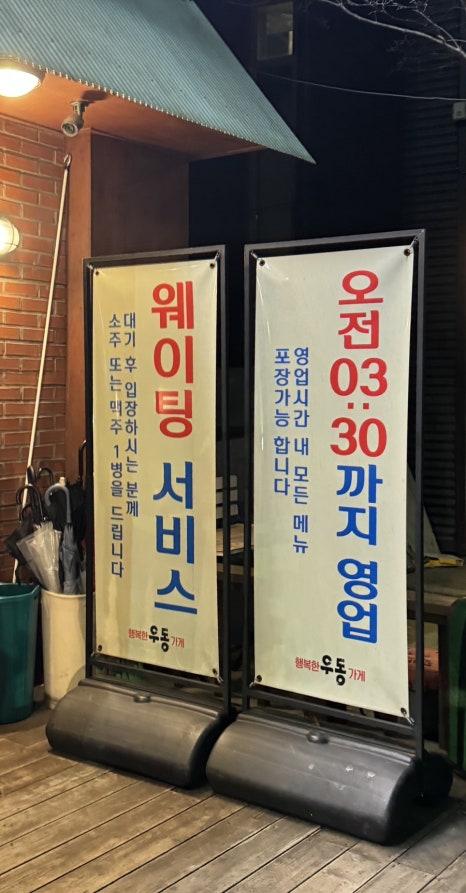 웨이팅 서비스
대기 후 입장하시는 분께
소주 또는 맥주 1병을 드립니다
행복한 우동 가게
오전 03:30까지 영업
영업시간 내 모든 메뉴
포장가능 합니다
행복한 우동 가게